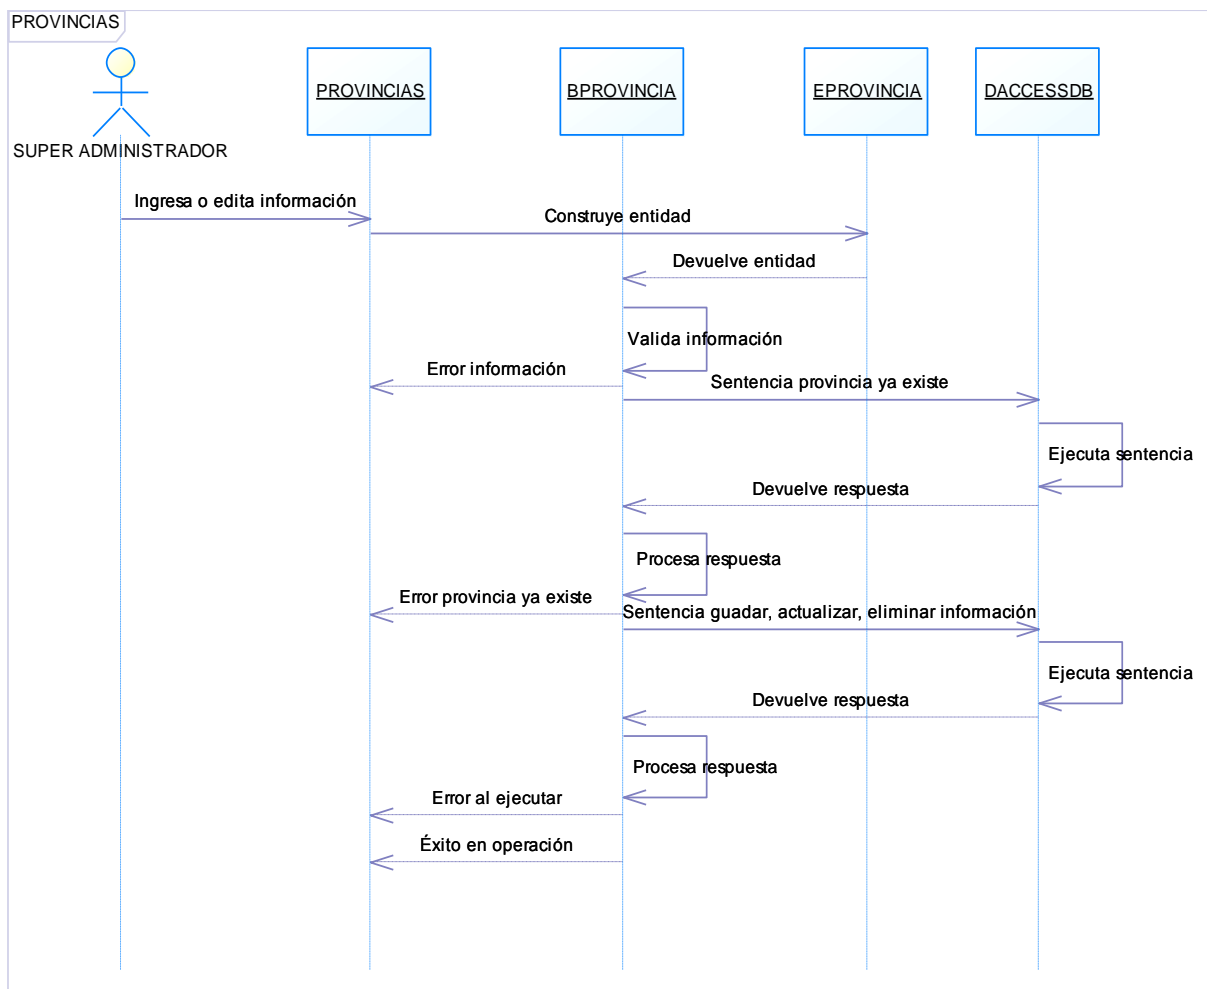 PROVINCIAS
PROVINCIAS
BPROVINCIA
EPROVINCIA
DACCESSDB
SUPER ADMINISTRADOR
Ingresa o edita información
Construye entidad
Devuelve entidad
Valida información
Error información
Sentencia provincia ya existe
Ejecuta sentencia
Devuelve respuesta
Procesa respuesta
Error provincia ya existe
Sentencia guadar, actualizar, eliminar información
Ejecuta sentencia
Devuelve respuesta
Procesa respuesta
Error al ejecutar
Éxito en operación